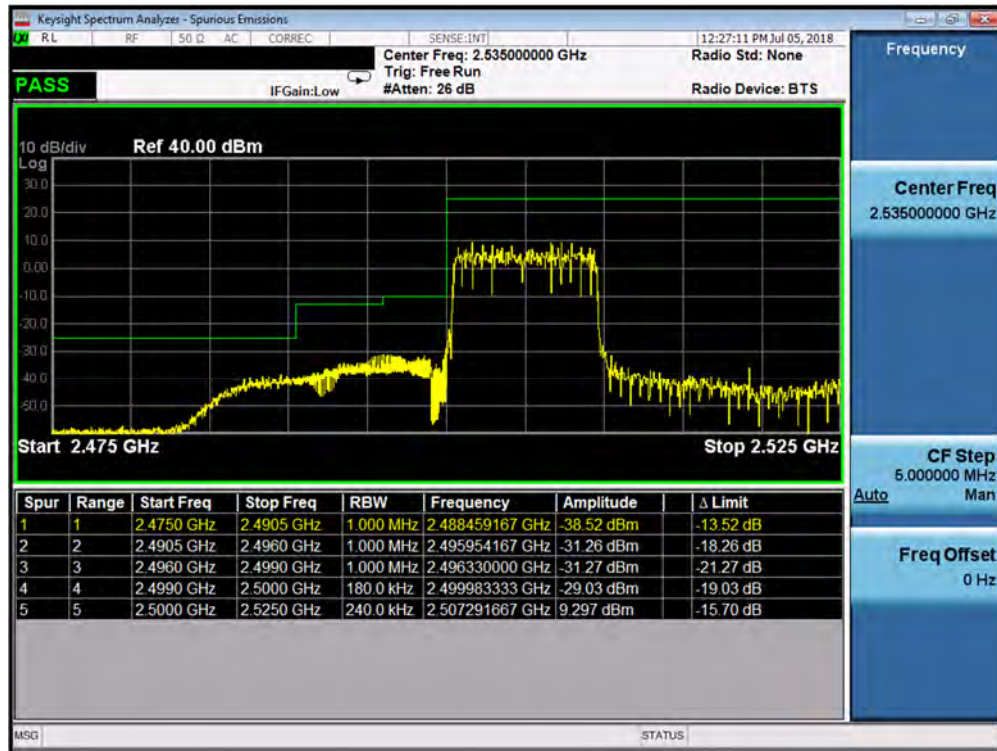 Keysight Spectrum Analyzer - Spurious Emissions
LXI RL RF 50 Ω AC CORREC SENSE:INT 12:27:11 PM Jul 05, 2018
Center Freq: 2.535000000 GHz Radio Std: None
Trig: Free Run
PASS IFGain:Low #Atten: 26 dB Radio Device: BTS
10 dB/div Ref 40.00 dBm
Log
30.0
20.0
10.0
0.00
-10.0
-20.0
-30.0
-40.0
-50.0
Start 2.475 GHz Stop 2.525 GHz
Spur Range Start Freq Stop Freq RBW Frequency Amplitude Δ Limit
1 1 2.4750 GHz 2.4905 GHz 1.000 MHz 2.488459167 GHz -38.52 dBm -13.52 dB
2 2 2.4905 GHz 2.4960 GHz 1.000 MHz 2.495954167 GHz -31.26 dBm -18.26 dB
3 3 2.4960 GHz 2.4990 GHz 1.000 MHz 2.496330000 GHz -31.27 dBm -21.27 dB
4 4 2.4990 GHz 2.5000 GHz 180.0 kHz 2.499983333 GHz -29.03 dBm -19.03 dB
5 5 2.5000 GHz 2.5250 GHz 240.0 kHz 2.507291667 GHz 9.297 dBm -15.70 dB
Frequency
Center Freq
2.535000000 GHz
CF Step
5.000000 MHz
Auto Man
Freq Offset
0 Hz
MSG STATUS